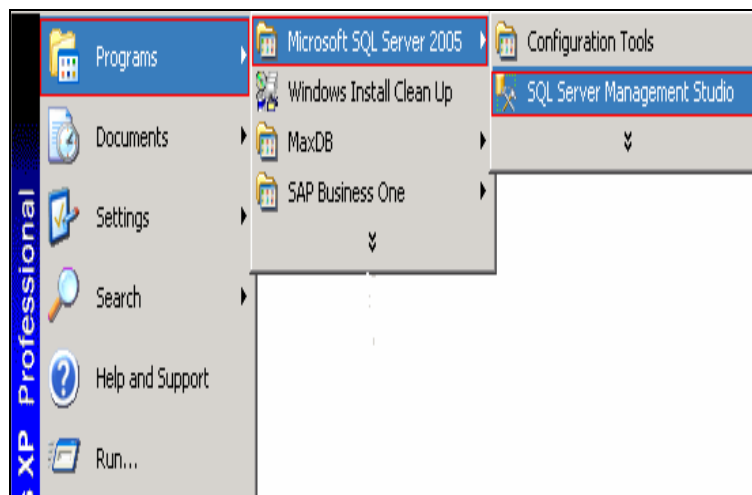 Programs
Documents
Settings
Search
Help and Support
Run...
Microsoft SQL Server 2005
Windows Install Clean Up
MaxDB
SAP Business One
Configuration Tools
SQL Server Management Studio
s XP Professional